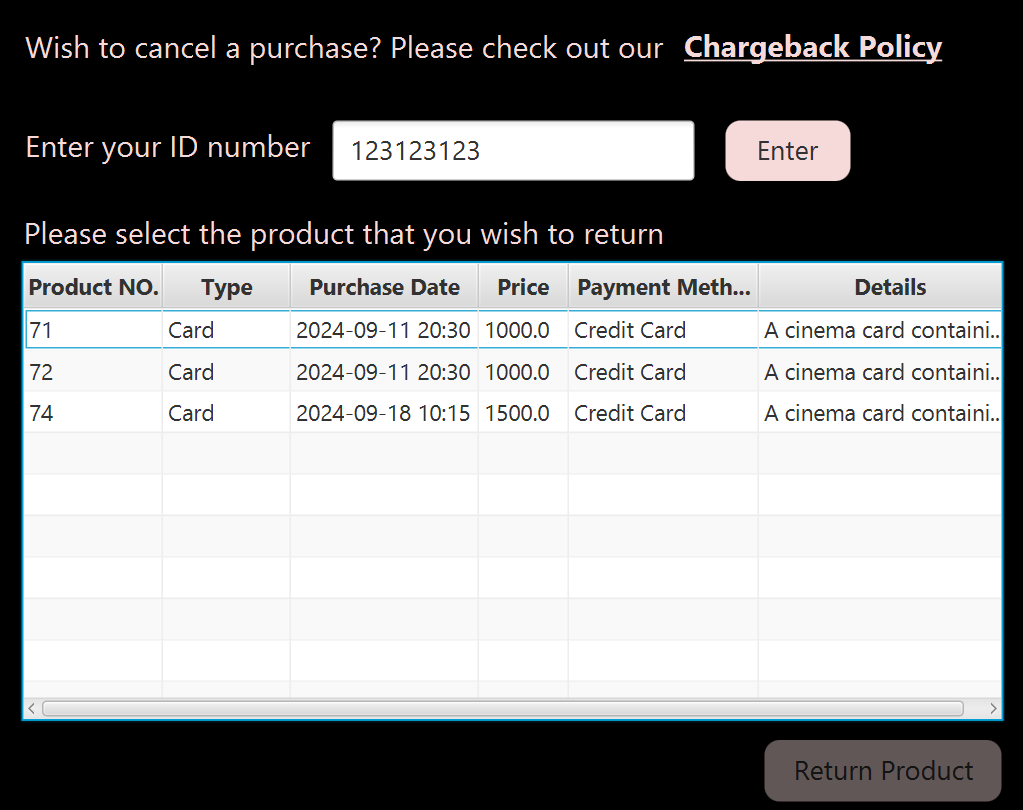 Wish to cancel a purchase? Please check out our Chargeback Policy
Enter your ID number 123123123 Enter
Please select the product that you wish to return
Product NO. Type Purchase Date Price Payment Meth... Details
71 Card 2024-09-11 20:30 1000.0 Credit Card A cinema card containi..
72 Card 2024-09-11 20:30 1000.0 Credit Card A cinema card containi..
74 Card 2024-09-18 10:15 1500.0 Credit Card A cinema card containi..
Return Product